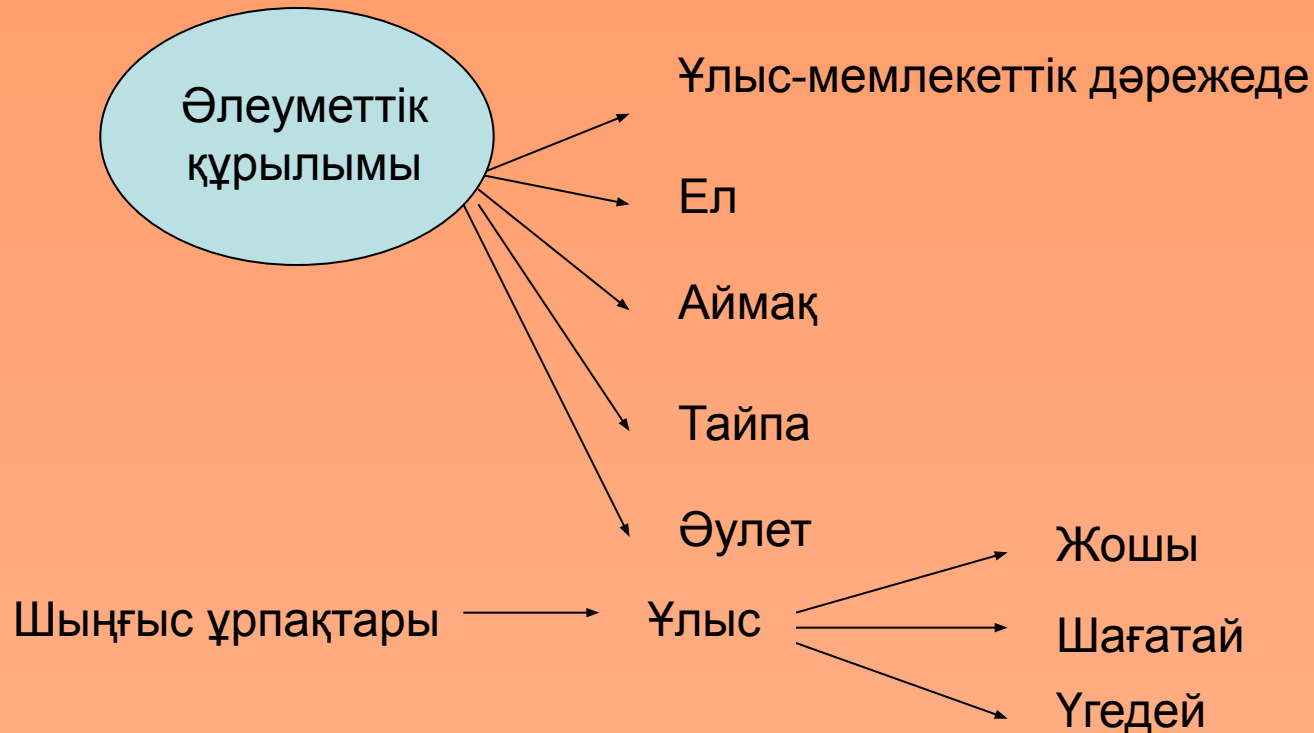 Әлеуметтік
құрылымы
Ұлыс-мемлекеттік дәрежеде
Ел
Аймақ
Тайпа
Әулет
Шыңғыс ұрпақтары
Ұлыс
Жошы
Шағатай
Үгедей